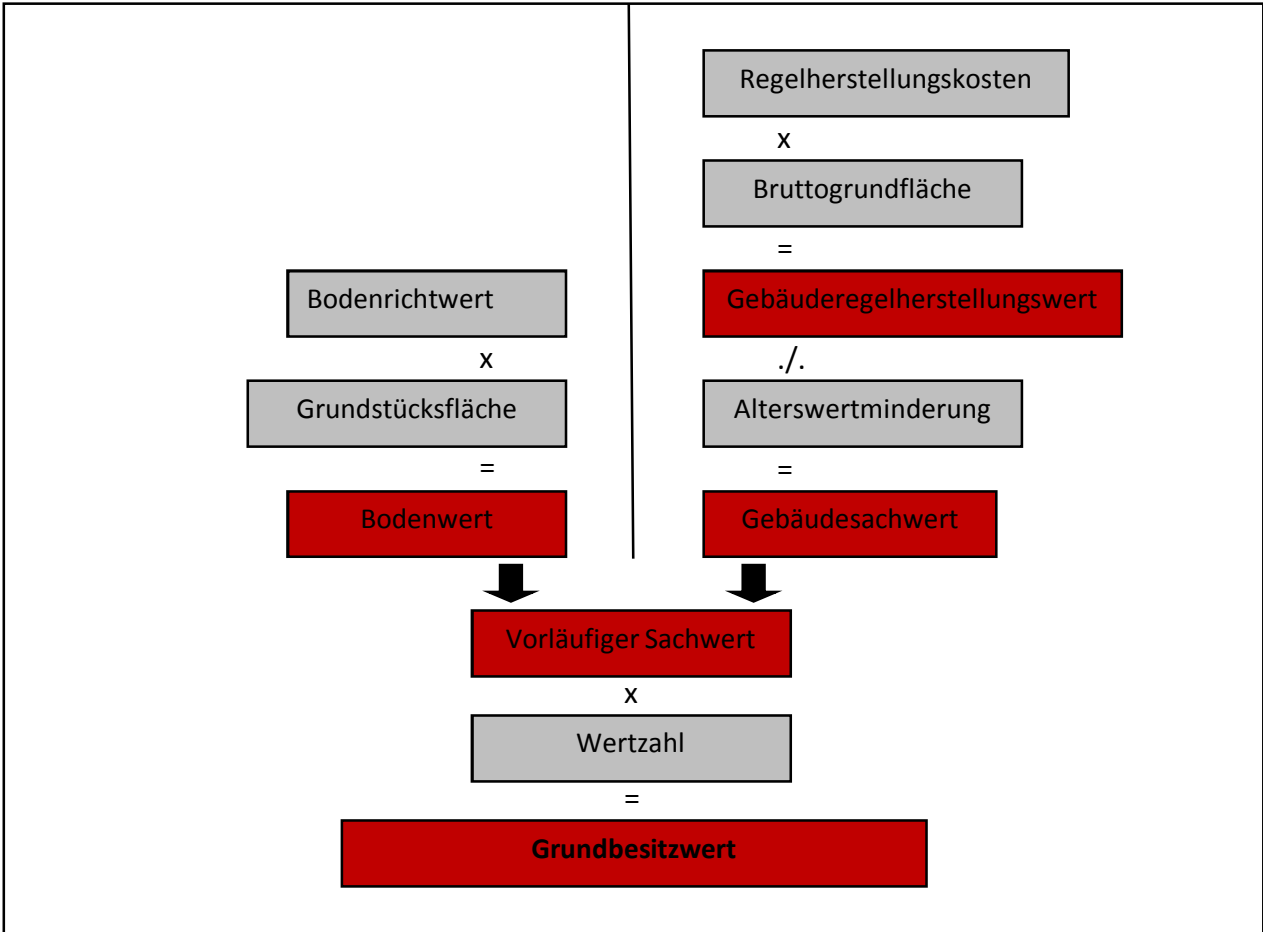 Regelherstellungskosten
x
Bruttogrundfläche
=
Bodenrichtwert
Gebäuderegelherstellungswert
x
./.
Grundstücksfläche
Alterswertminderung
=
=
Bodenwert
Gebäudesachwert
Vorläufiger Sachwert
x
Wertzahl
=
Grundbesitzwert